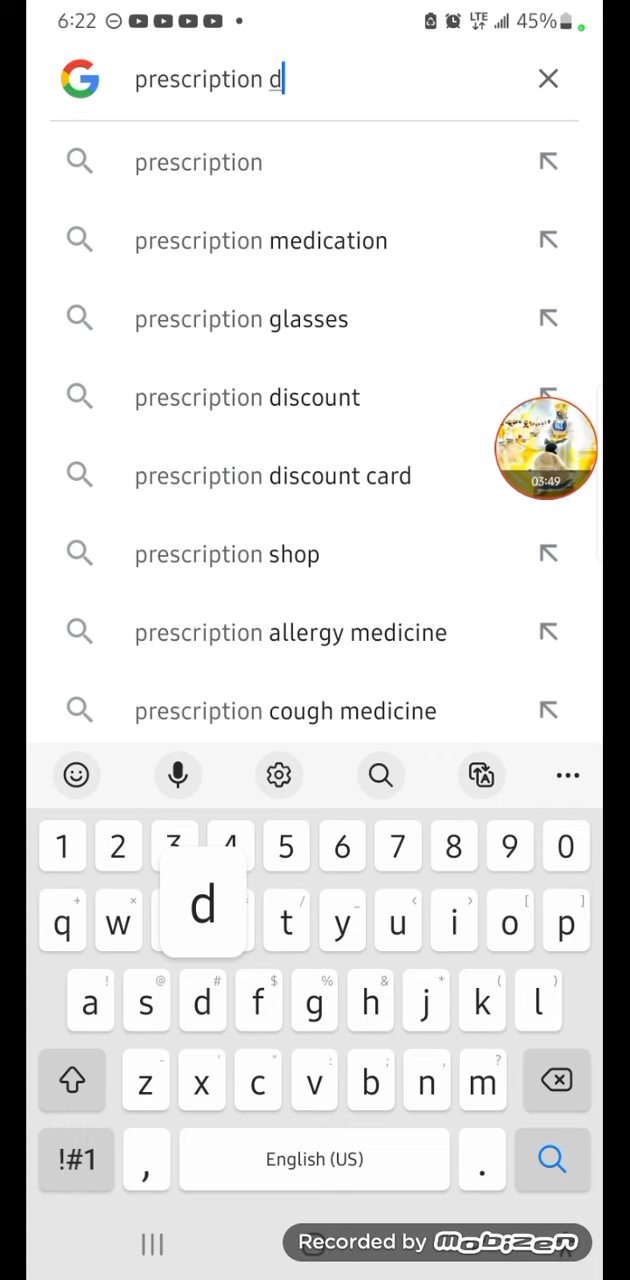 6:22 LTE 45%
prescription d
prescription
prescription medication
prescription glasses
prescription discount
prescription discount card
03:49
prescription shop
prescription allergy medicine
prescription cough medicine
1 2 3 4 5 6 7 8 9 0
d
q w t y u i o p
a s d f g h j k l
z x c v b n m
!#1 , English (US) .
Recorded by mobizen